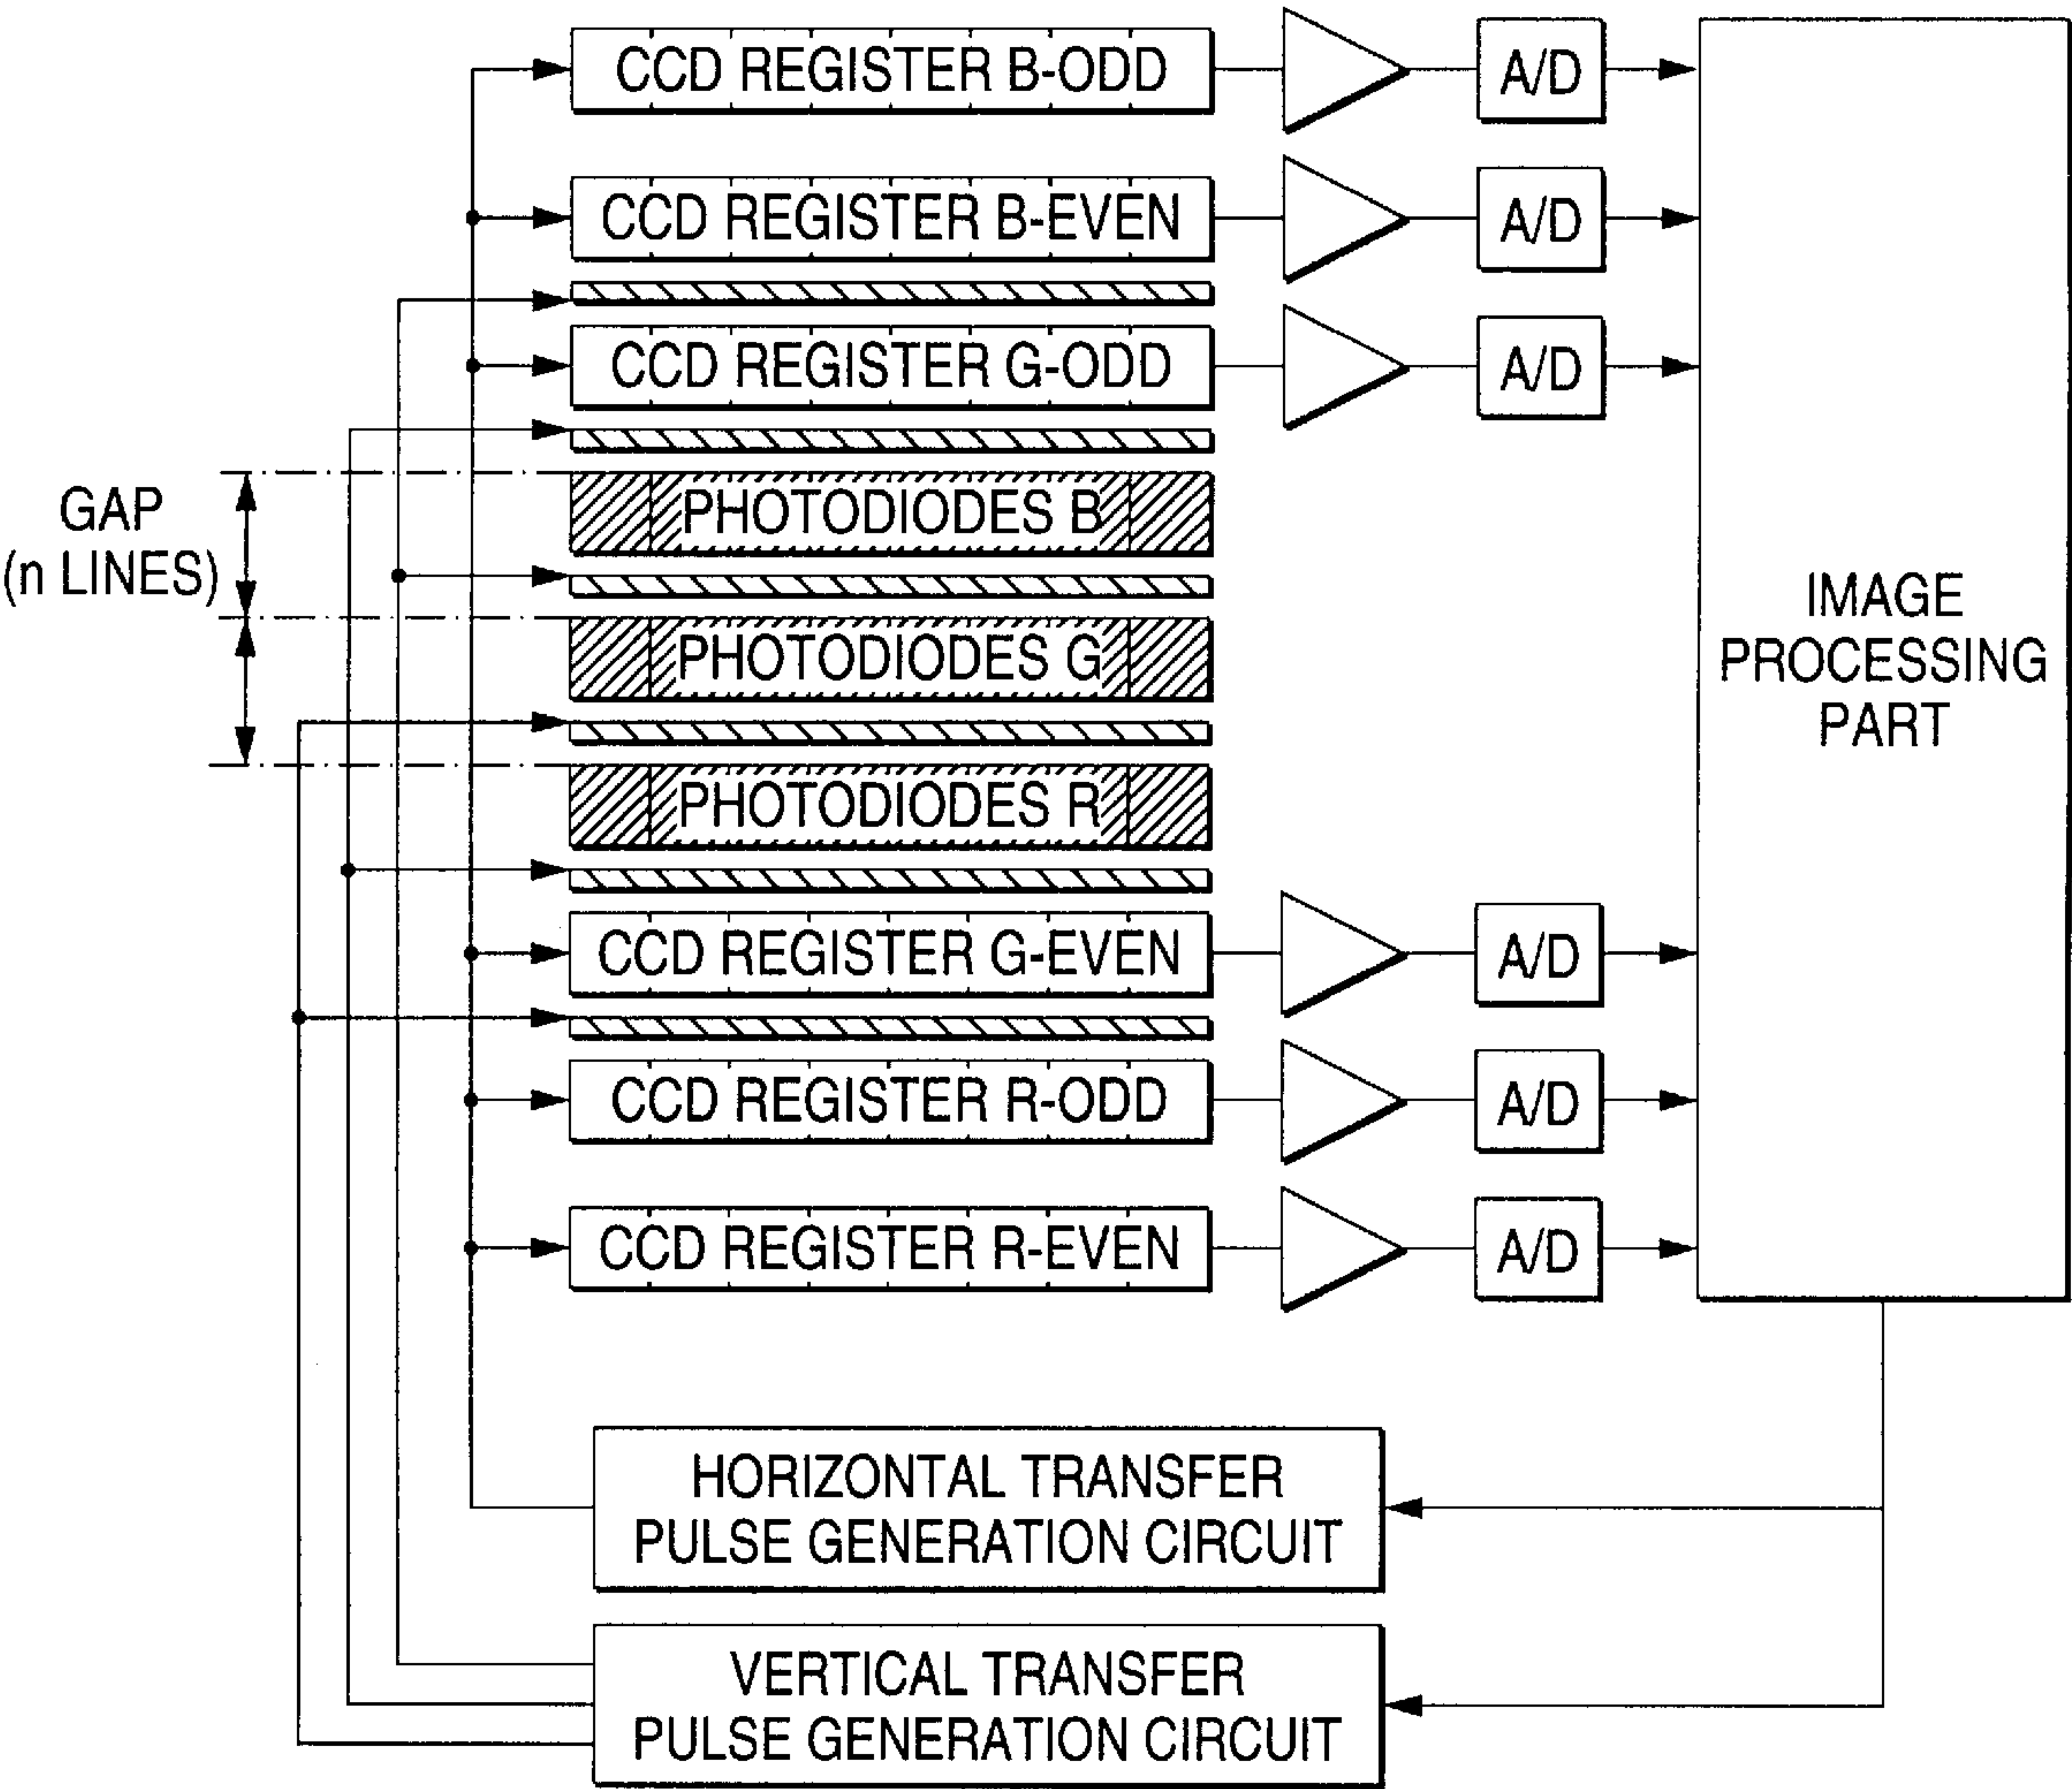 CCD REGISTER B-ODD
A/D
CCD REGISTER B-EVEN
A/D
CCD REGISTER G-ODD
A/D
GAP
(n LINES)
PHOTODIODES B
PHOTODIODES G
PHOTODIODES R
IMAGE
PROCESSING
PART
CCD REGISTER G-EVEN
A/D
CCD REGISTER R-ODD
A/D
CCD REGISTER R-EVEN
A/D
HORIZONTAL TRANSFER
PULSE GENERATION CIRCUIT
VERTICAL TRANSFER
PULSE GENERATION CIRCUIT